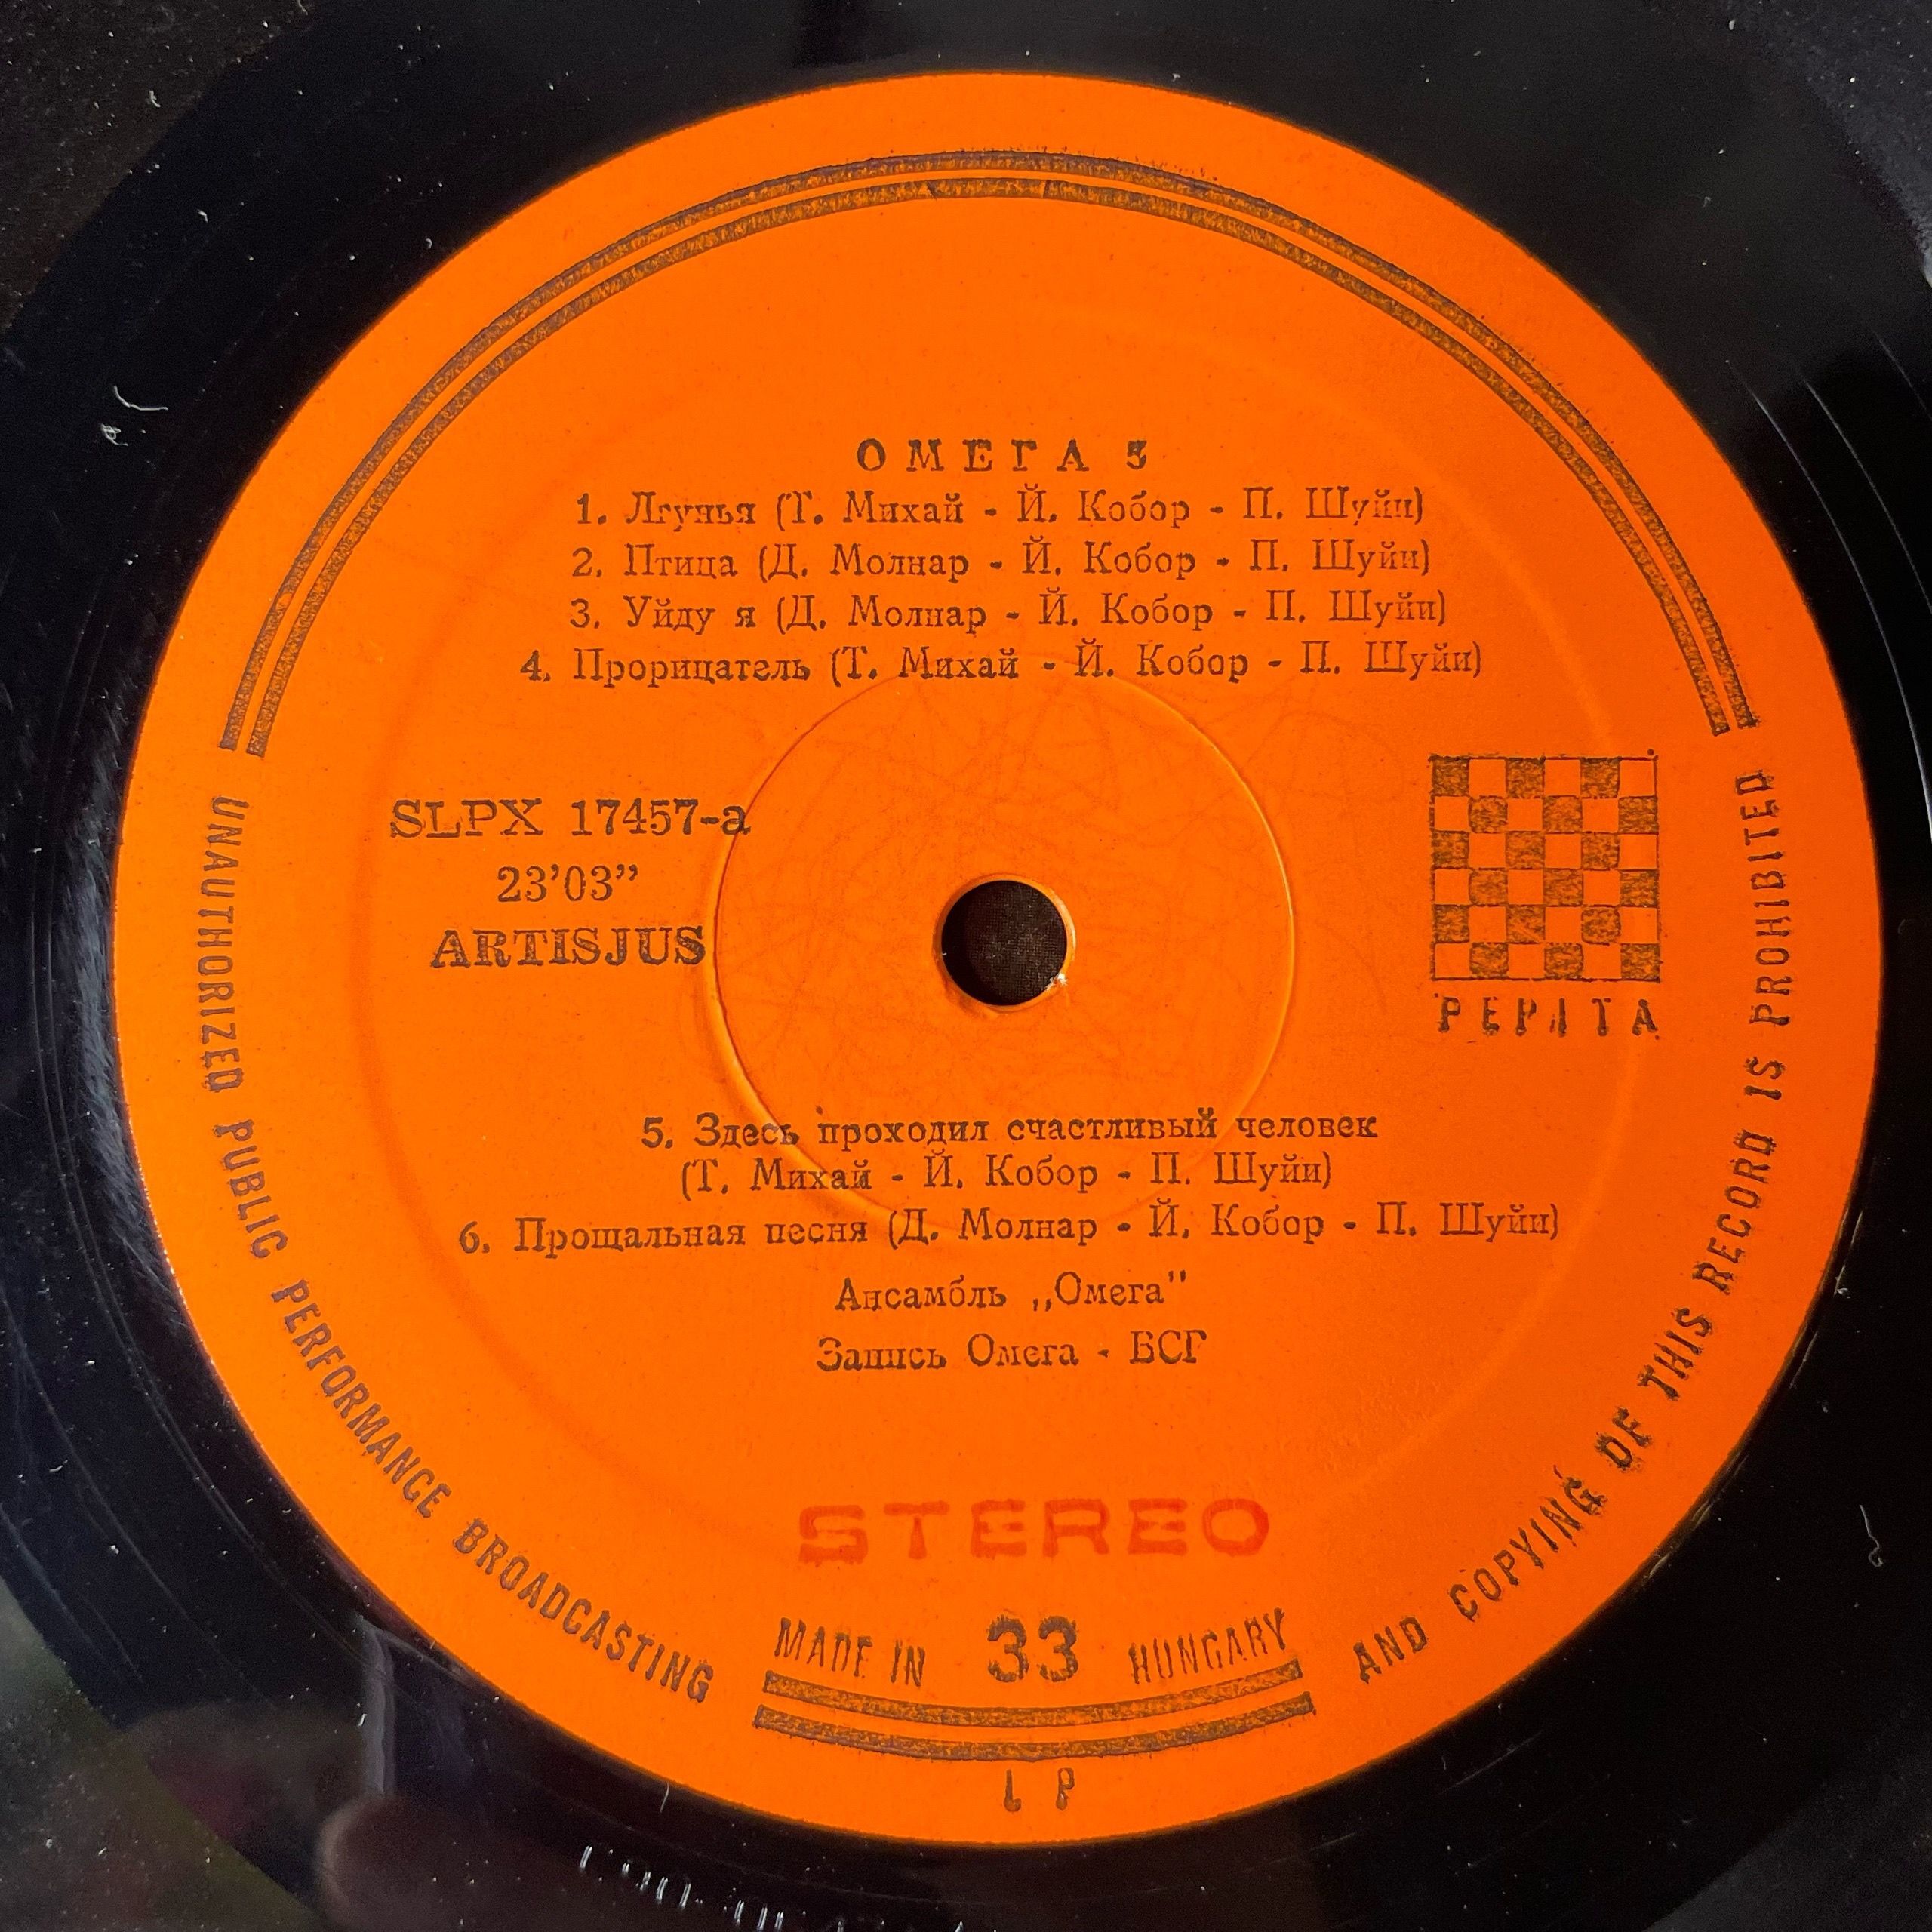 ОМЕГА 5
1. Лгунья (Т. Михай - Й. Кобор - П. Шуйи)
2. Птица (Д. Молнар - Й. Кобор - П. Шуйи)
3. Уйду я (Д. Молнар - Й. Кобор - П. Шуйи)
4. Прорицатель (Т. Михай - Й. Кобор - П. Шуйи)
SLPX 17457-a
23’03”
ARTISJUS
PEPITA
5. Здесь проходил счастливый человек
(Т. Михай - Й. Кобор - П. Шуйи)
6. Прощальная песня (Д. Молнар - Й. Кобор - П. Шуйи)
Ансамбль „Омега"
Запись Омега - БСГ
STEREO
MADE IN 33 HUNGARY
LP
UNAUTHORIZED PUBLIC PERFORMANCE BROADCASTING AND COPYING OF THIS RECORD IS PROHIBITED